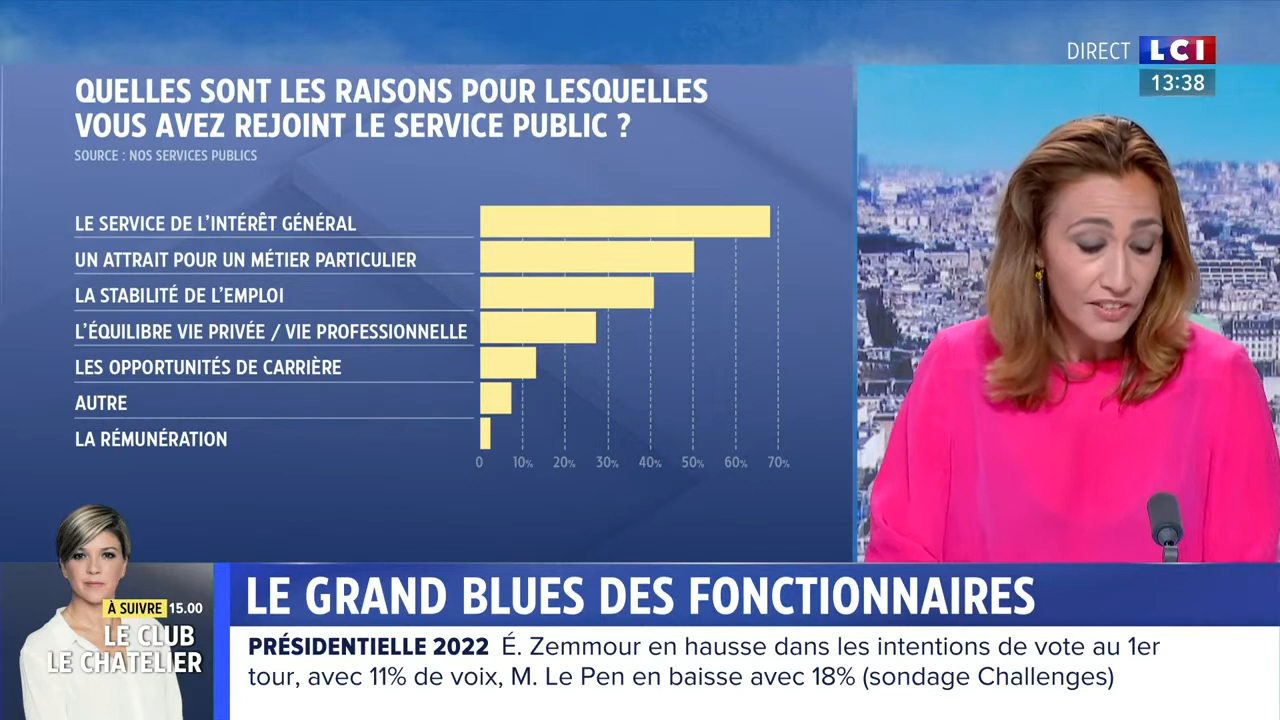 DIRECT LCI
13:38
QUELLES SONT LES RAISONS POUR LESQUELLES
VOUS AVEZ REJOINT LE SERVICE PUBLIC ?
SOURCE : NOS SERVICES PUBLICS
LE SERVICE DE L'INTÉRÊT GÉNÉRAL
UN ATTRAIT POUR UN MÉTIER PARTICULIER
LA STABILITÉ DE L'EMPLOI
L'ÉQUILIBRE VIE PRIVÉE / VIE PROFESSIONNELLE
LES OPPORTUNITÉS DE CARRIÈRE
AUTRE
LA RÉMUNÉRATION
0 10% 20% 30% 40% 50% 60% 70%
À SUIVRE 15.00
LE CLUB
LE CHATELIER
LE GRAND BLUES DES FONCTIONNAIRES
PRÉSIDENTIELLE 2022 É. Zemmour en hausse dans les intentions de vote au 1er
tour, avec 11% de voix, M. Le Pen en baisse avec 18% (sondage Challenges)